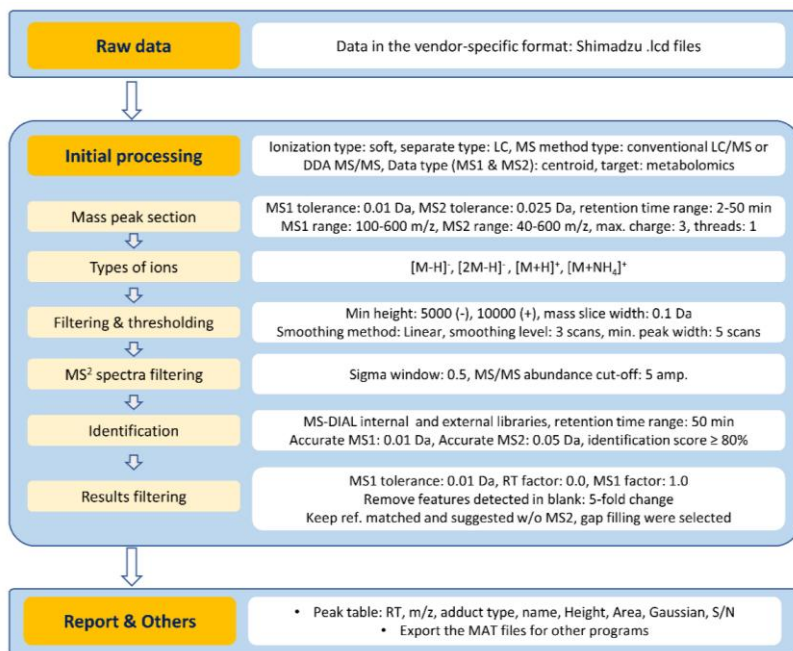 Raw data
Data in the vendor-specific format: Shimadzu .lcd files
Initial processing
Ionization type: soft, separate type: LC, MS method type: conventional LC/MS or
DDA MS/MS, Data type (MS1 & MS2): centroid, target: metabolomics
Mass peak section
MS1 tolerance: 0.01 Da, MS2 tolerance: 0.025 Da, retention time range: 2-50 min
MS1 range: 100-600 m/z, MS2 range: 40-600 m/z, max. charge: 3, threads: 1
Types of ions
[M-H]⁻, [2M-H]⁻, [M+H]⁺, [M+NH₄]⁺
Filtering & thresholding
Min height: 5000 (-), 10000 (+), mass slice width: 0.1 Da
Smoothing method: Linear, smoothing level: 3 scans, min. peak width: 5 scans
MS² spectra filtering
Sigma window: 0.5, MS/MS abundance cut-off: 5 amp.
Identification
MS-DIAL internal and external libraries, retention time range: 50 min
Accurate MS1: 0.01 Da, Accurate MS2: 0.05 Da, identification score ≥ 80%
Results filtering
MS1 tolerance: 0.01 Da, RT factor: 0.0, MS1 factor: 1.0
Remove features detected in blank: 5-fold change
Keep ref. matched and suggested w/o MS2, gap filling were selected
Report & Others
• Peak table: RT, m/z, adduct type, name, Height, Area, Gaussian, S/N
• Export the MAT files for other programs